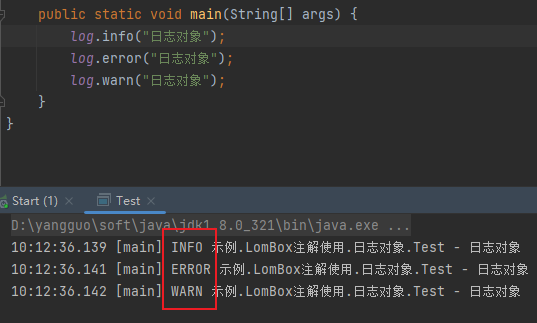 public static void main(String[] args) {
log.info("日志对象");
log.error("日志对象");
log.warn("日志对象");
}
}
Start (1) × Test ×
D:\yangguo\soft\java\jdk1.8.0_321\bin\java.exe ...
10:12:36.139 [main] INFO 示例.LomBox注解使用.日志对象.Test - 日志对象
10:12:36.141 [main] ERROR 示例.LomBox注解使用.日志对象.Test - 日志对象
10:12:36.142 [main] WARN 示例.LomBox注解使用.日志对象.Test - 日志对象